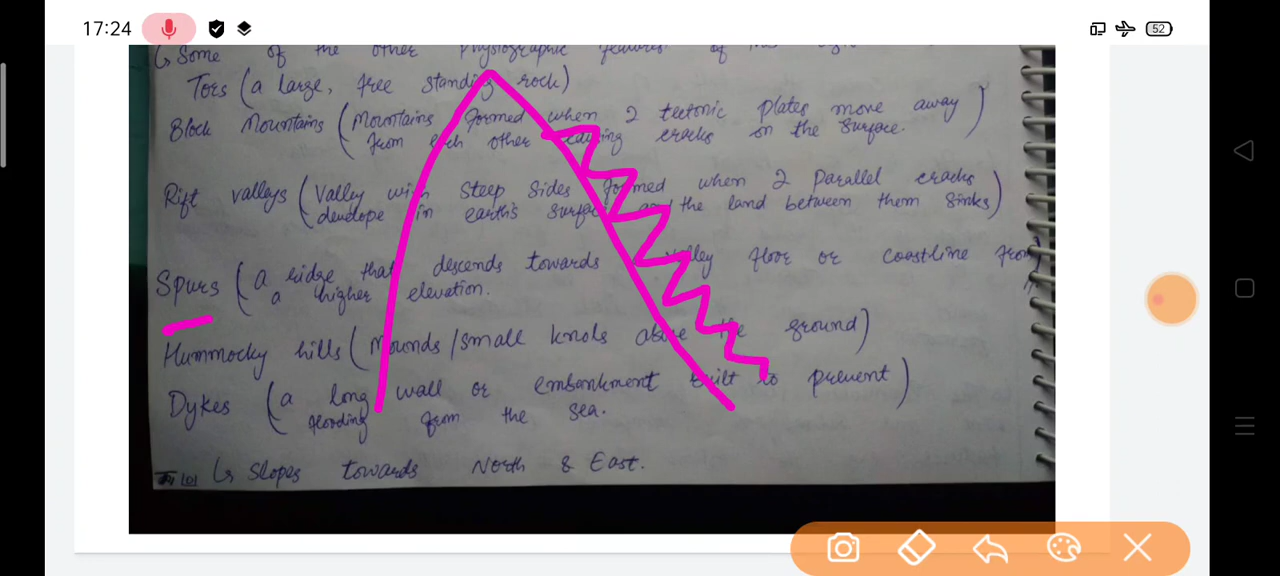 17:24
52
↳ Some of the other physiographic features of
Tors (a large, free standing rock)
Block Mountains (Mountains formed when 2 tectonic plates move away
from each other causing cracks on the surface.)
Rift valleys (Valley with steep sides formed when 2 Parallel cracks
develope in earth's surface and the land between them sinks)
Spurs (a ridge that descends towards a valley floor or coastline from
a higher elevation.
Hummocky hills (Mounds/small knols above the ground)
Dykes (a long wall or embankment built to prevent
flooding from the sea.)
↳ Slopes towards North & East.